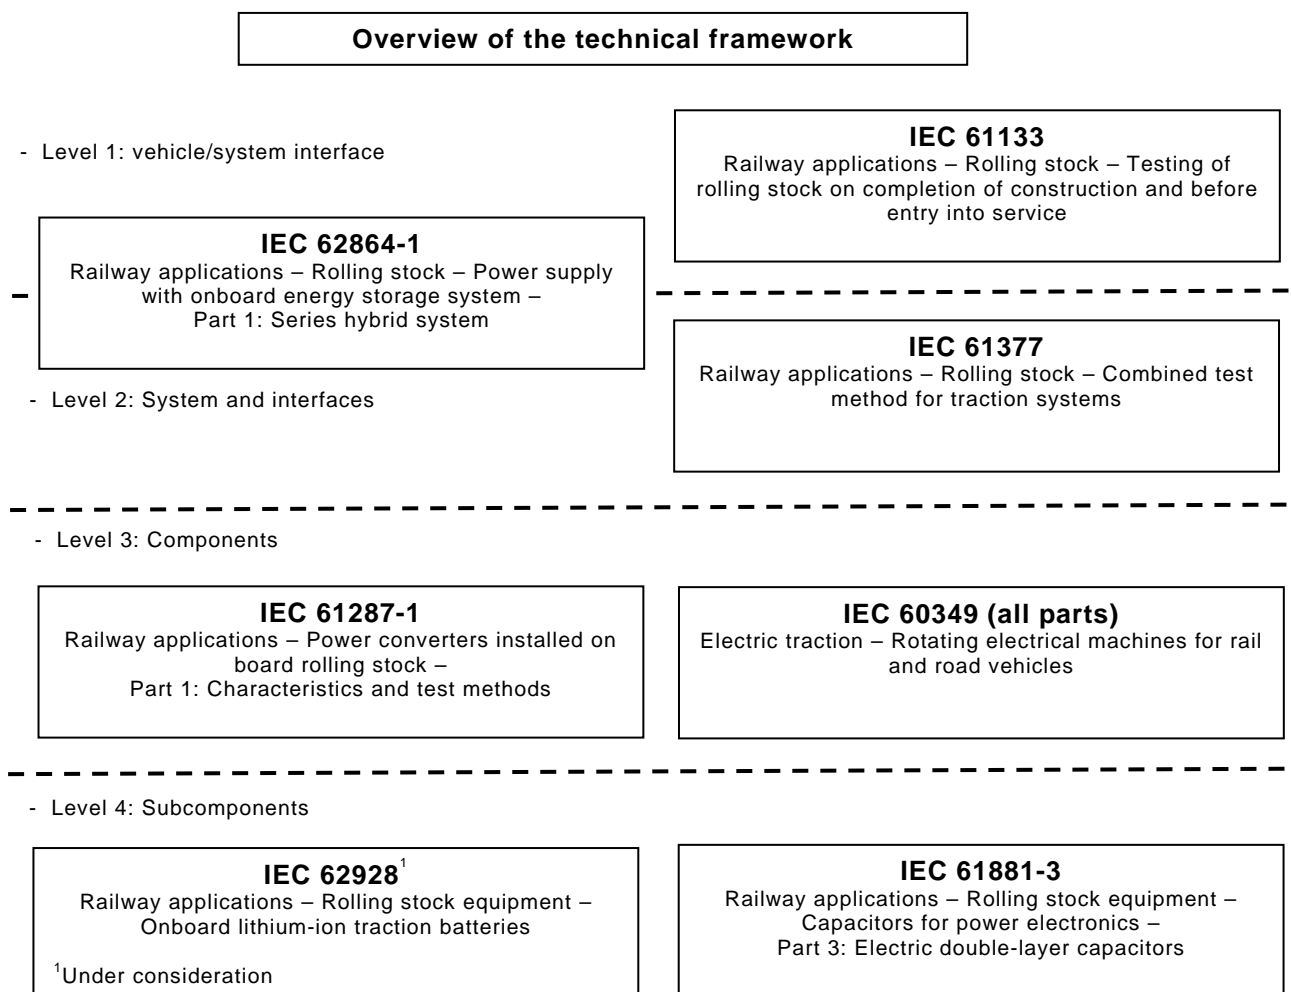 Overview of the technical framework
- Level 1: vehicle/system interface
IEC 61133
Railway applications – Rolling stock – Testing of
rolling stock on completion of construction and before
entry into service
IEC 62864-1
Railway applications – Rolling stock – Power supply
with onboard energy storage system –
Part 1: Series hybrid system
IEC 61377
Railway applications – Rolling stock – Combined test
method for traction systems
- Level 2: System and interfaces
- Level 3: Components
IEC 61287-1
Railway applications – Power converters installed on
board rolling stock –
Part 1: Characteristics and test methods
IEC 60349 (all parts)
Electric traction – Rotating electrical machines for rail
and road vehicles
- Level 4: Subcomponents
IEC 62928¹
Railway applications – Rolling stock equipment –
Onboard lithium-ion traction batteries
¹Under consideration
IEC 61881-3
Railway applications – Rolling stock equipment –
Capacitors for power electronics –
Part 3: Electric double-layer capacitors